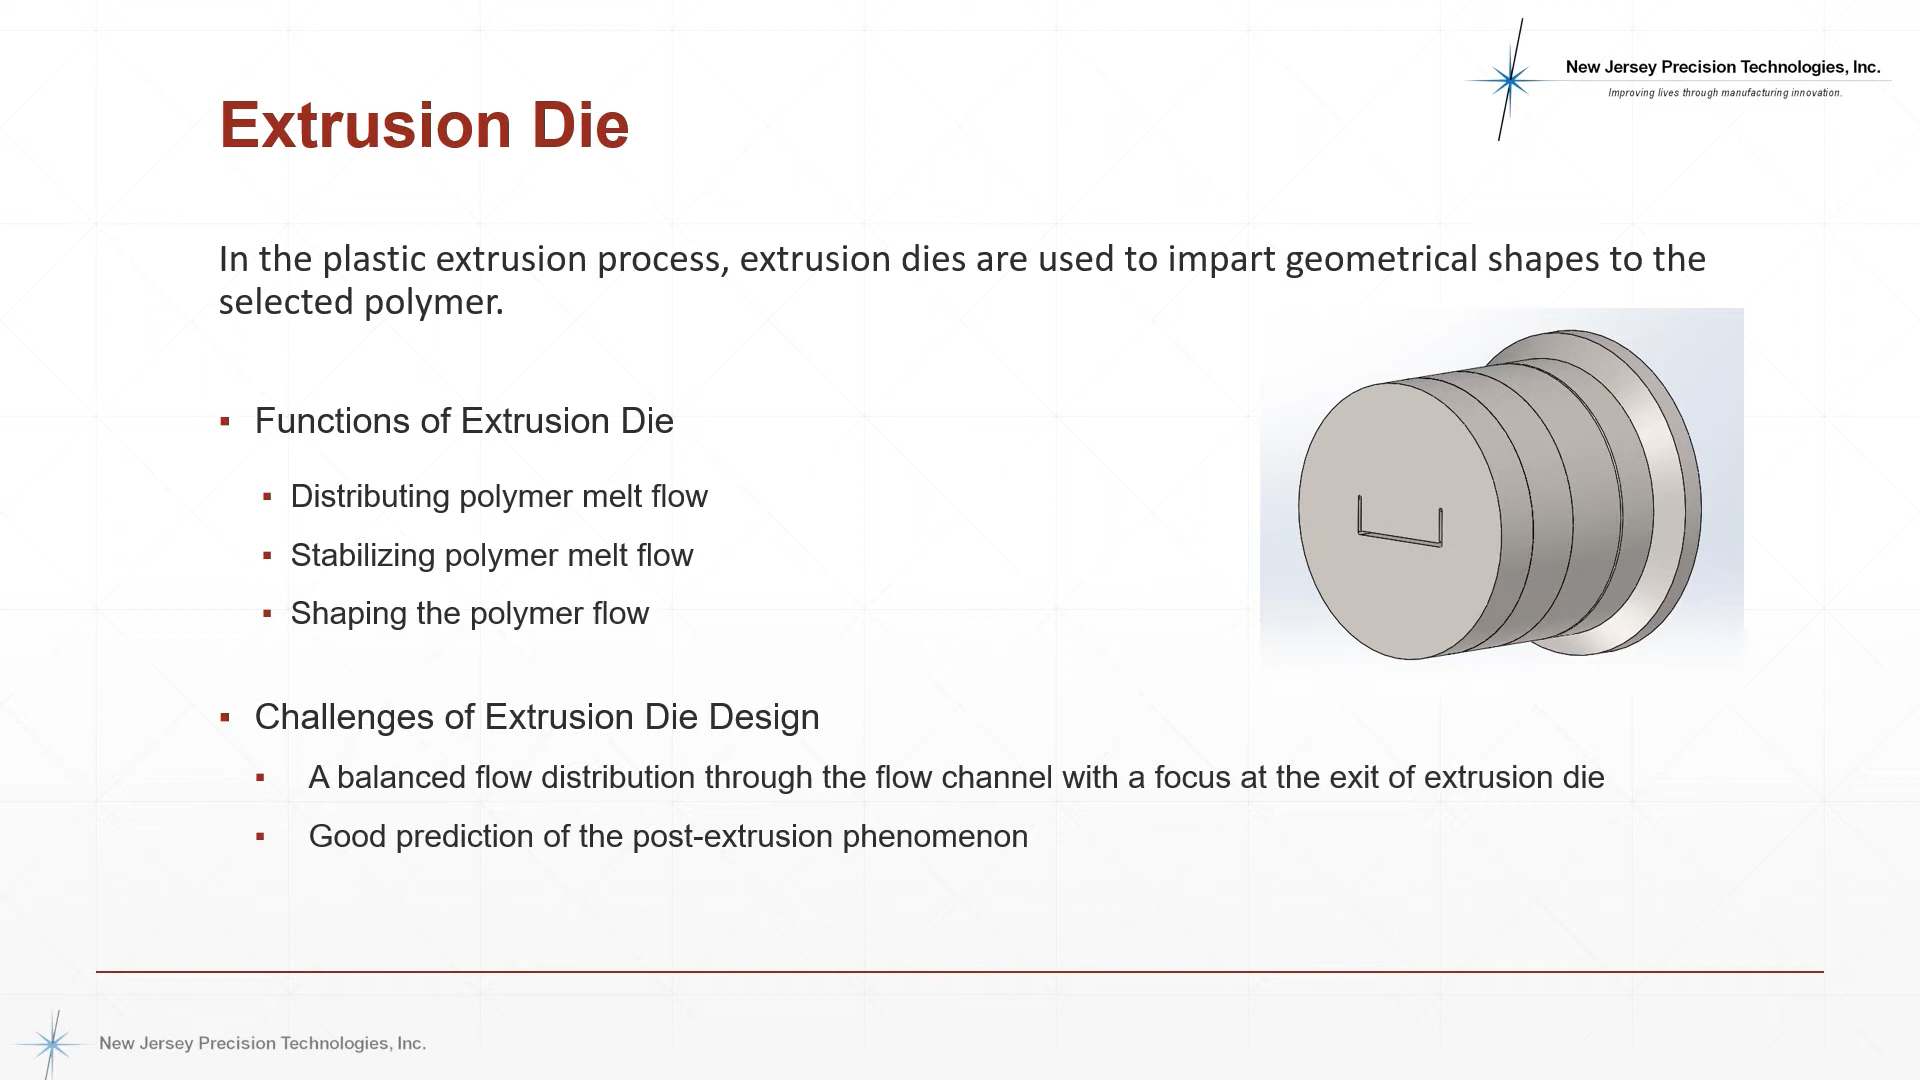 New Jersey Precision Technologies, Inc.
Improving lives through manufacturing innovation.
Extrusion Die
In the plastic extrusion process, extrusion dies are used to impart geometrical shapes to the
selected polymer.
▪ Functions of Extrusion Die
▪ Distributing polymer melt flow
▪ Stabilizing polymer melt flow
▪ Shaping the polymer flow
▪ Challenges of Extrusion Die Design
▪ A balanced flow distribution through the flow channel with a focus at the exit of extrusion die
▪ Good prediction of the post-extrusion phenomenon
New Jersey Precision Technologies, Inc.